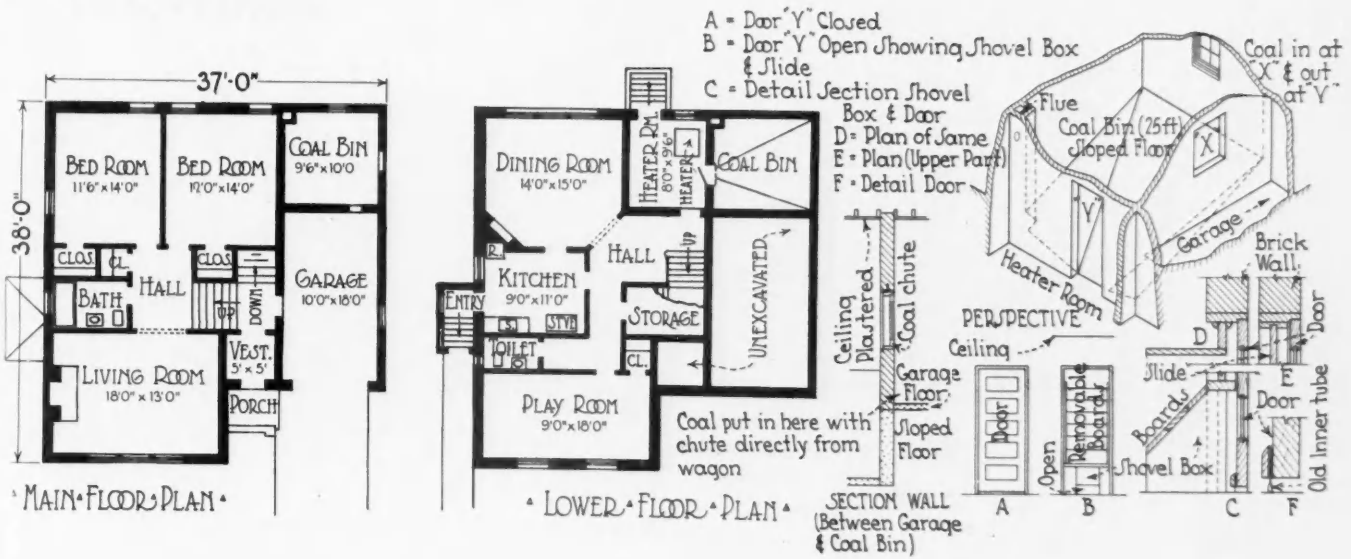 37'-0"
38'-0"
BED ROOM
11'6" x 14'0"
BED ROOM
12'0" x 14'0"
COAL BIN
9'6" x 10'0
CLOS.
CL.
CLOS.
BATH
HALL
UP
DOWN
GARAGE
10'0" x 18'0"
VEST.
5' x 5'
LIVING ROOM
18'0" x 13'0"
PORCH
MAIN FLOOR PLAN
DINING ROOM
14'0" x 15'0"
HEATER RM.
8'0" x 9'6"
HEATER
COAL BIN
R.
KITCHEN
9'0" x 11'0"
HALL
UP
ENTRY
S.
STVE
STORAGE
UNEXCAVATED
TOILET
CL.
PLAY ROOM
9'0" x 18'0"
LOWER FLOOR PLAN
A = Door "Y" Closed
B = Door "Y" Open Showing Shovel Box
& Slide
C = Detail Section Shovel
Box & Door
D = Plan of Same
E = Plan (Upper Part)
F = Detail Door
Coal in at
"X" & out
at "Y"
Flue
Coal Bin (25ft)
Sloped Floor
"X"
"Y"
Garage
Heater Room
PERSPECTIVE
Ceiling
Plastered
Coal chute
Garage
Floor
Sloped
Floor
Coal put in here with
chute directly from
wagon
SECTION WALL
(Between Garage
& Coal Bin)
Ceiling
Door
A
Open
Removable
Boards
B
Shovel Box
Brick
Wall
D
Door
Slide
E
Boards
Door
Old Inner tube
C
F